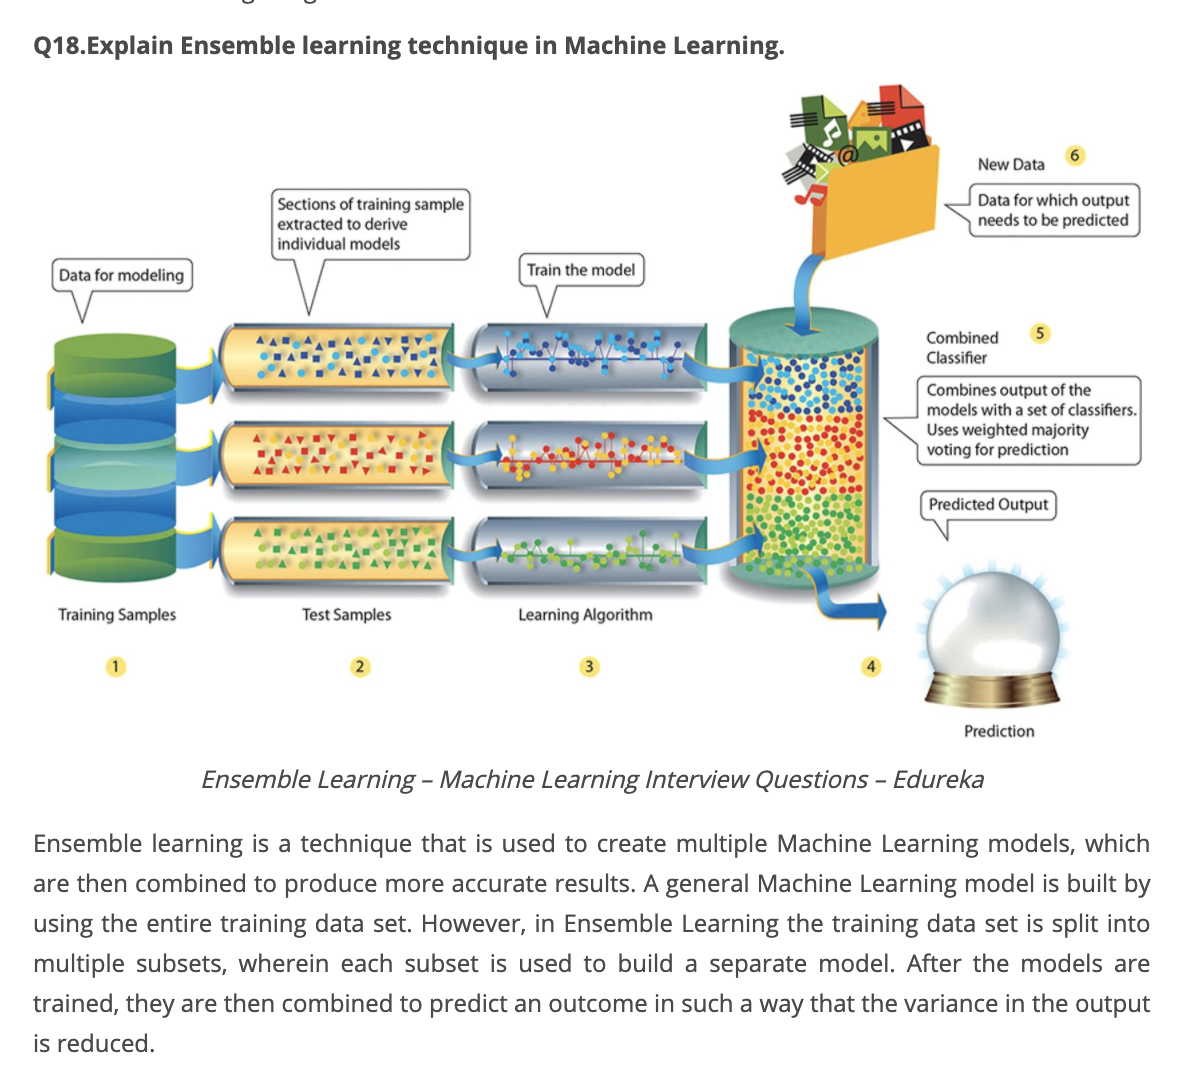 Q18.Explain Ensemble learning technique in Machine Learning.
New Data
6
Data for which output
needs to be predicted
Sections of training sample
extracted to derive
individual models
Data for modeling
Train the model
@
Combined
Classifier
5
Combines output of the
models with a set of classifiers.
Uses weighted majority
voting for prediction
Predicted Output
Training Samples
Test Samples
Learning Algorithm
1
2
3
4
Prediction
Ensemble Learning – Machine Learning Interview Questions – Edureka
Ensemble learning is a technique that is used to create multiple Machine Learning models, which
are then combined to produce more accurate results. A general Machine Learning model is built by
using the entire training data set. However, in Ensemble Learning the training data set is split into
multiple subsets, wherein each subset is used to build a separate model. After the models are
trained, they are then combined to predict an outcome in such a way that the variance in the output
is reduced.